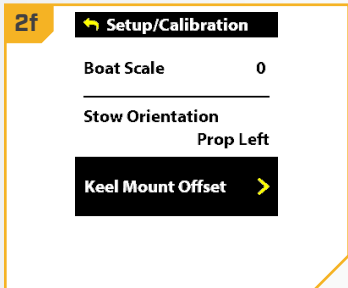 2f
Setup/Calibration
Boat Scale 0
Stow Orientation
Prop Left
Keel Mount Offset